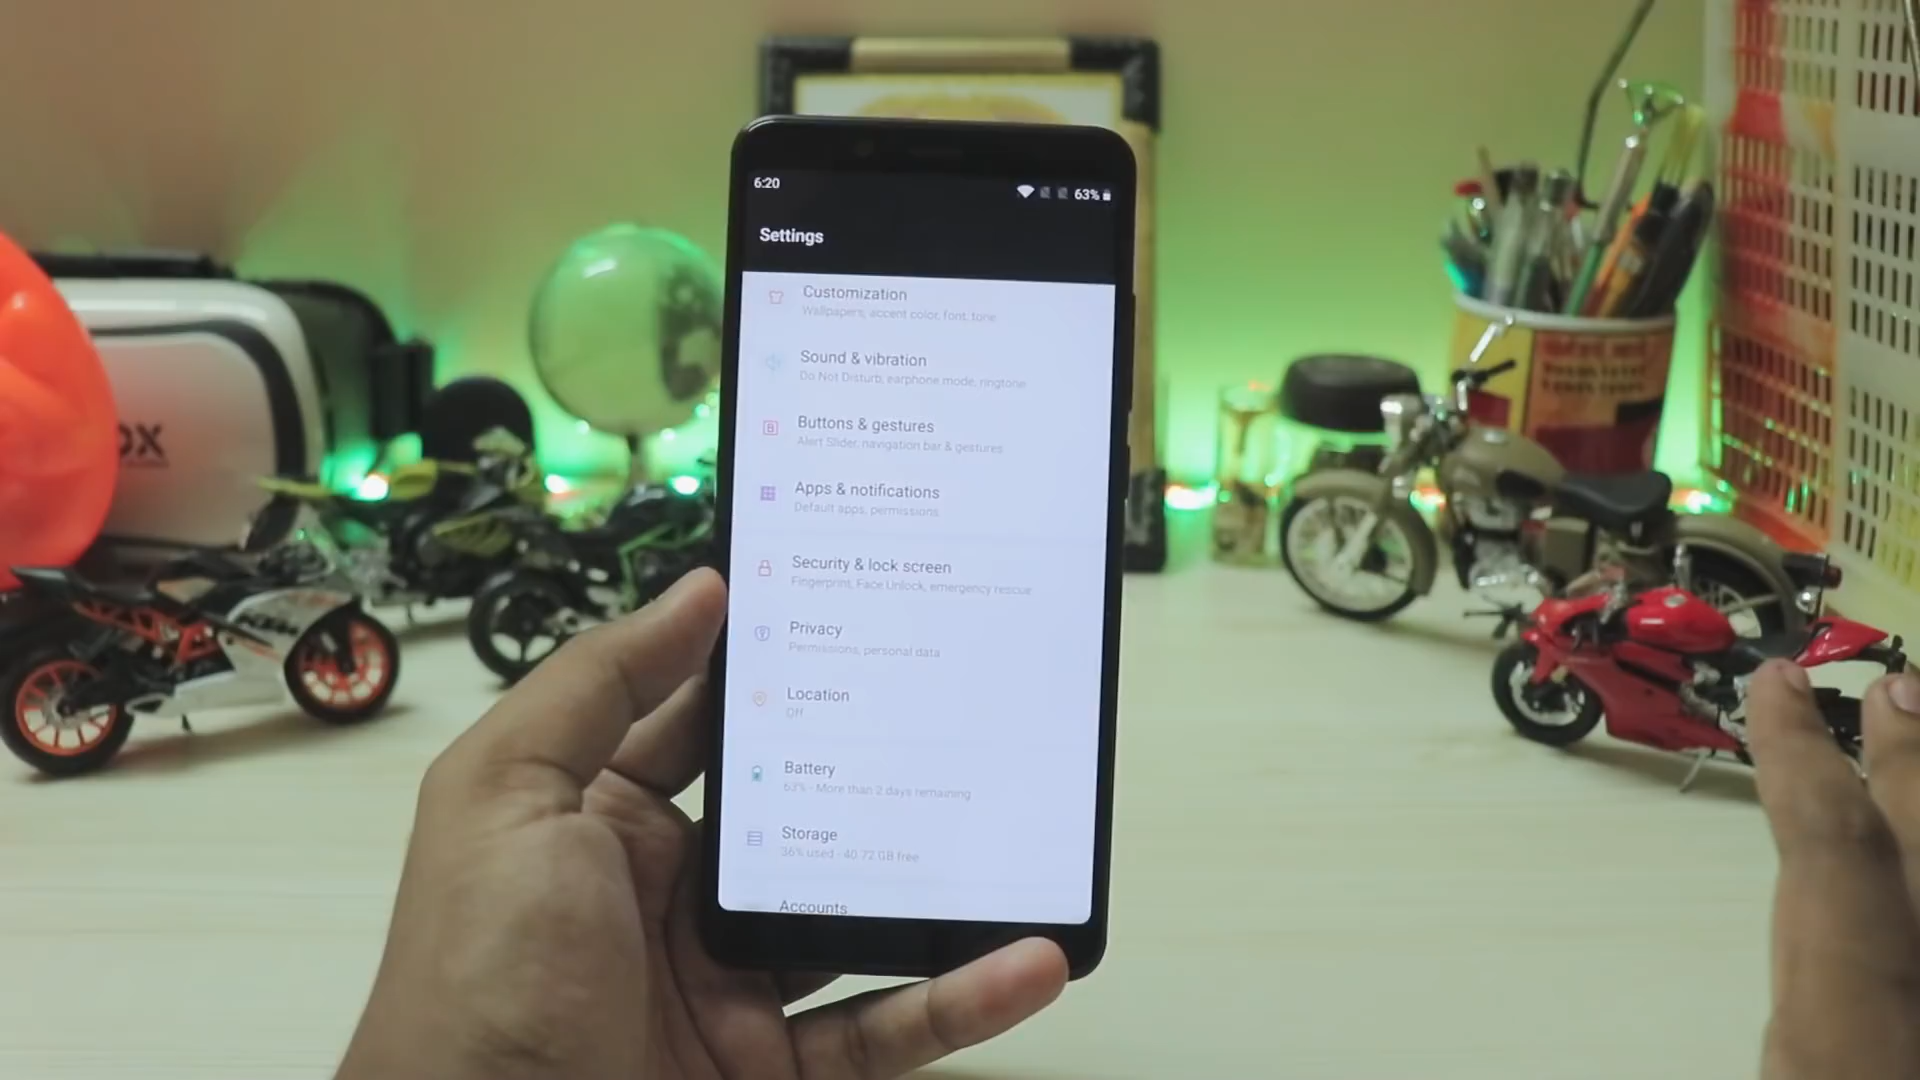 6:20
63%
Settings
Customization
Wallpapers, accent color, font, tone
Sound & vibration
Do Not Disturb, earphone mode, ringtone
Buttons & gestures
Alert Slider, navigation bar & gestures
Apps & notifications
Default apps, permissions
Security & lock screen
Fingerprint, Face Unlock, emergency rescue
Privacy
Permissions, personal data
Location
Off
Battery
63% - More than 2 days remaining
Storage
36% used - 40.72 GB free
Accounts
OX
KTM